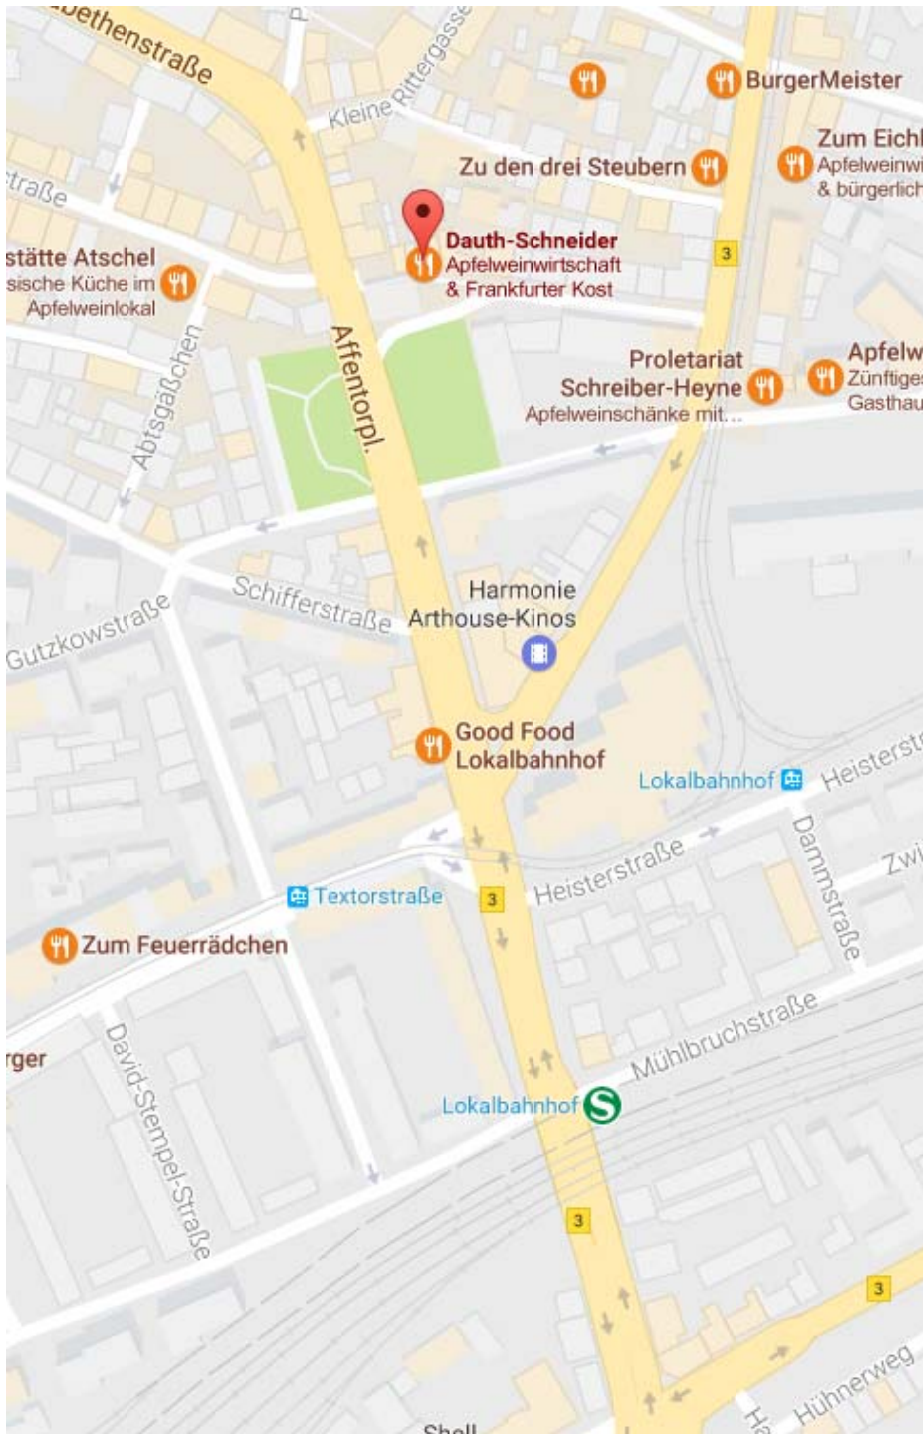 bethenstraße
Kleine Rittergasse
P
BurgerMeister
Zum Eichl
Apfelweinwi
& bürgerlich
Zu den drei Steubern
straße
Dauth-Schneider
Apfelweinwirtschaft
& Frankfurter Kost
3
stätte Atschel
sische Küche im
Apfelweinlokal
Affentorpl.
Abtsgäßchen
Proletariat
Schreiber-Heyne
Apfelweinschänke mit...
Apfelw
Zünftiges
Gasthau
Harmonie
Arthouse-Kinos
Schifferstraße
Gutzkowstraße
Good Food
Lokalbahnhof
Lokalbahnhof
Heisterstr
Heisterstraße
Dammstraße
Zwi
Textorstraße
3
Zum Feuerrädchen
rger
David-Stempel-Straße
Mühlbruchstraße
Lokalbahnhof
S
3
3
Hühnerweg
Ha
Shell